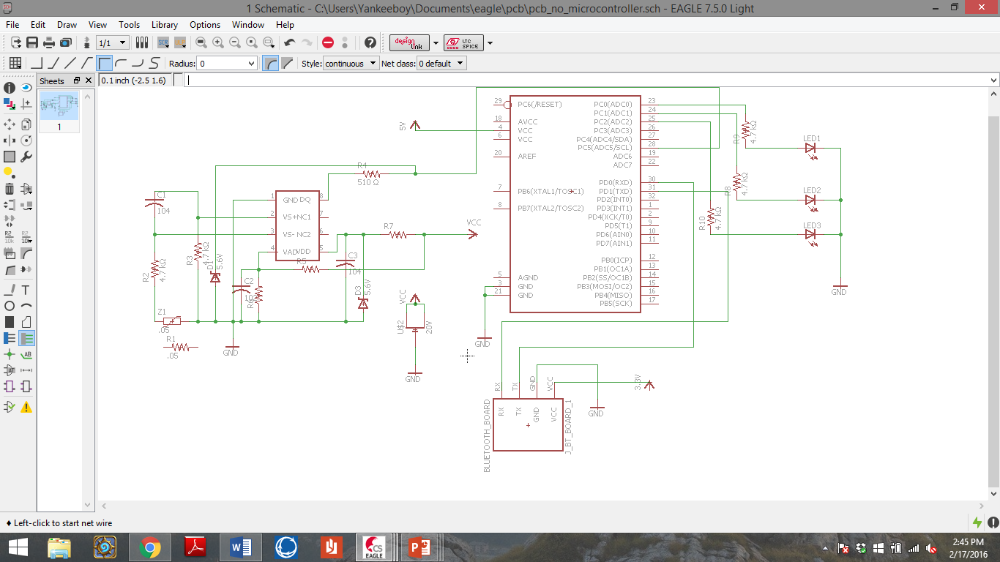 1 Schematic - C:\Users\Yankeeboy\Documents\eagle\pcb\pcb_no_microcontroller.sch - EAGLE 7.5.0 Light
File Edit Draw View Tools Library Options Window Help
1/1 design link LTC SPICE
Radius: 0 Style: continuous Net class: 0 default
Sheets
0.1 inch (-2.5 1.6)
1
29 PC6(/RESET) PC0(ADC0) 23
PC1(ADC1) 24
18 AVCC PC2(ADC2) 25
4 VCC PC3(ADC3) 26
6 VCC PC4(ADC4/SDA) 27
PC5(ADC5/SCL) 28
20 AREF ADC6 19
ADC7 22
PD0(RXD) 30
7 PB6(XTAL1/TOSC1) PD1(TXD) 31
PD2(INT0) 32
8 PB7(XTAL2/TOSC2) PD3(INT1) 1
PD4(XCK/T0) 2
PD5(T1) 9
PD6(AIN0) 10
PD7(AIN1) 11
PB0(ICP) 12
PB1(OC1A) 13
5 AGND PB2(SS/OC1B) 14
3 GND PB3(MOSI/OC2) 15
21 GND PB4(MISO) 16
PB5(SCK) 17
5V
R4
510 Ω
R9
4.7 kΩ
LED1
R8
4.7 kΩ
LED2
R10
4.7 kΩ
LED3
GND
C1
104
1 GND DQ 8
2 VS+ NC1 7
3 VS- NC2 6
4 VAD VDD 5
R7
VCC
R2
4.7 kΩ
R3
4.7 kΩ
D1
5.6V
R5
C3
104
C2
D3
5.6V
Z1
.05
R1
.05
GND
VCC
U$2
20V
GND
GND
RX TX GND VCC
3.3V
GND
RX TX GND VCC
BLUETOOTH_BOARD
J_BT_BOARD_1
Left-click to start net wire
CS
EAGLE
2:45 PM
2/17/2016